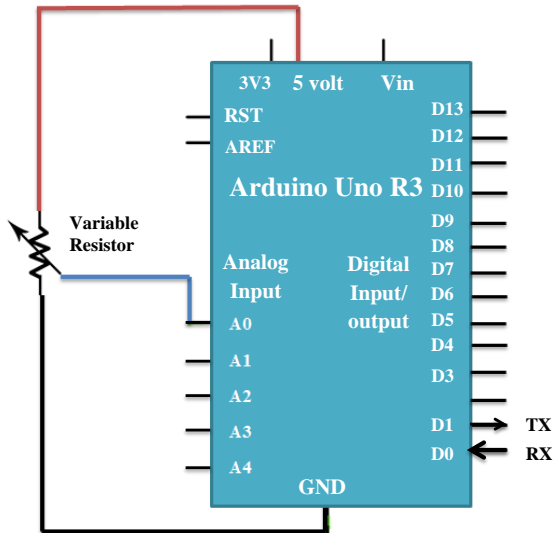 3V3 5 volt Vin
RST
AREF
Arduino Uno R3
Variable
Resistor
Analog
Input
Digital
Input/
output
A0
A1
A2
A3
A4
D13
D12
D11
D10
D9
D8
D7
D6
D5
D4
D3
D1
D0
TX
RX
GND